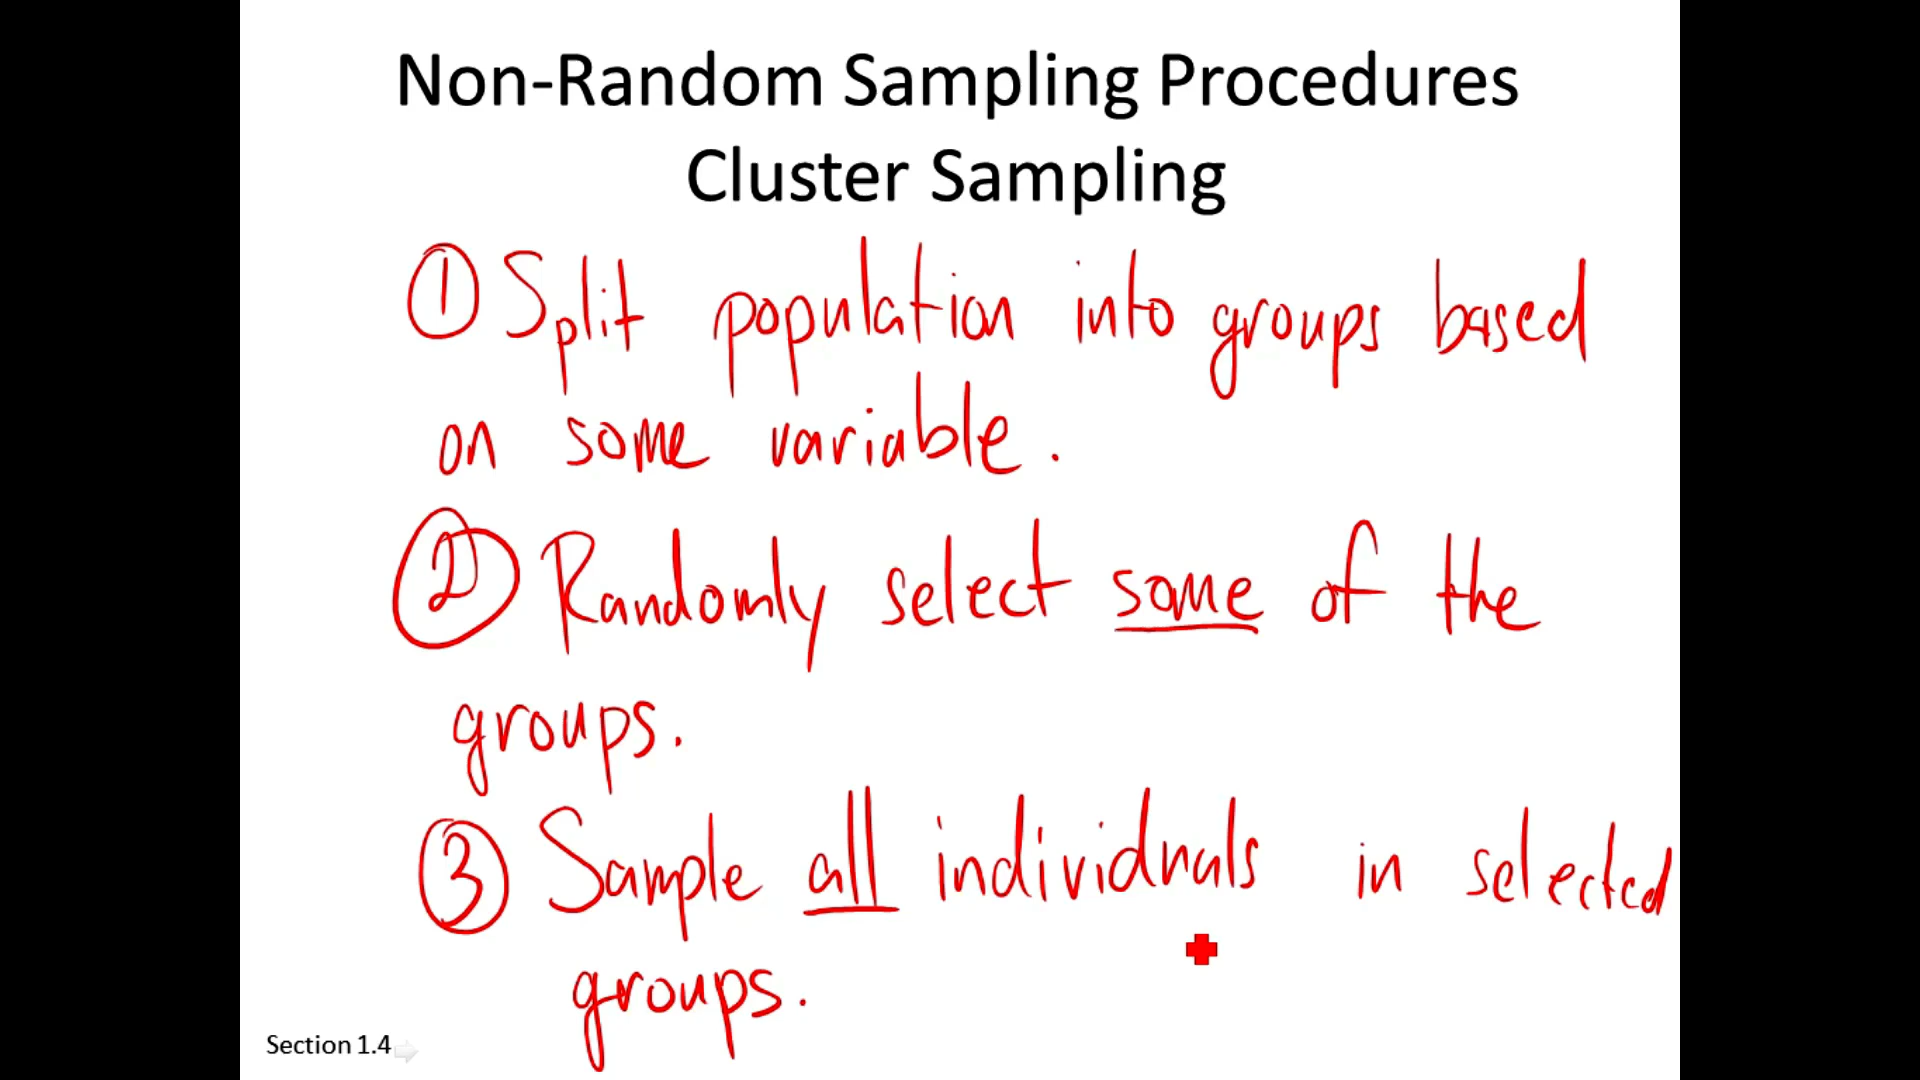 Non-Random Sampling Procedures
Cluster Sampling
① Split population into groups based
on some variable.
② Randomly select some of the
groups.
③ Sample all individuals in selected
groups.
Section 1.4